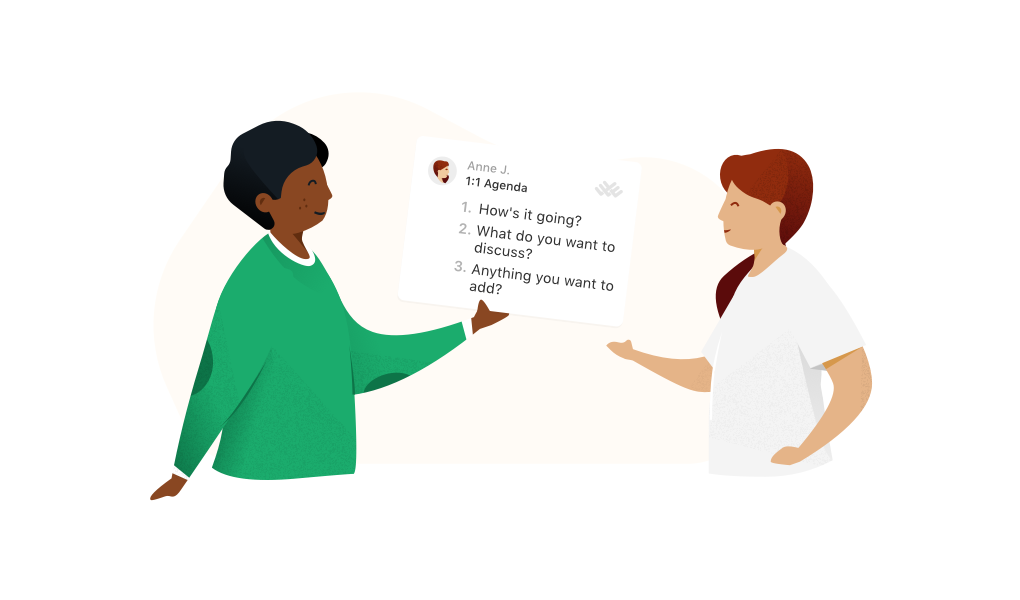 Anne J.
1:1 Agenda
1. How's it going?
2. What do you want to
discuss?
3. Anything you want to
add?